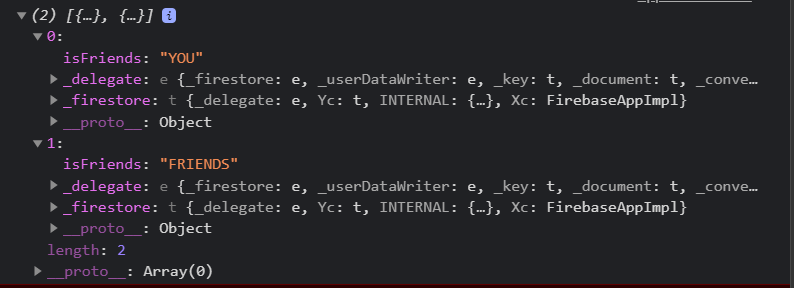 (2) [{…}, {…}] i
0:
isFriends: "YOU"
_delegate: e {_firestore: e, _userDataWriter: e, _key: t, _document: t, _conve…
_firestore: t {_delegate: e, Yc: t, INTERNAL: {…}, Xc: FirebaseAppImpl}
__proto__: Object
1:
isFriends: "FRIENDS"
_delegate: e {_firestore: e, _userDataWriter: e, _key: t, _document: t, _conve…
_firestore: t {_delegate: e, Yc: t, INTERNAL: {…}, Xc: FirebaseAppImpl}
__proto__: Object
length: 2
__proto__: Array(0)